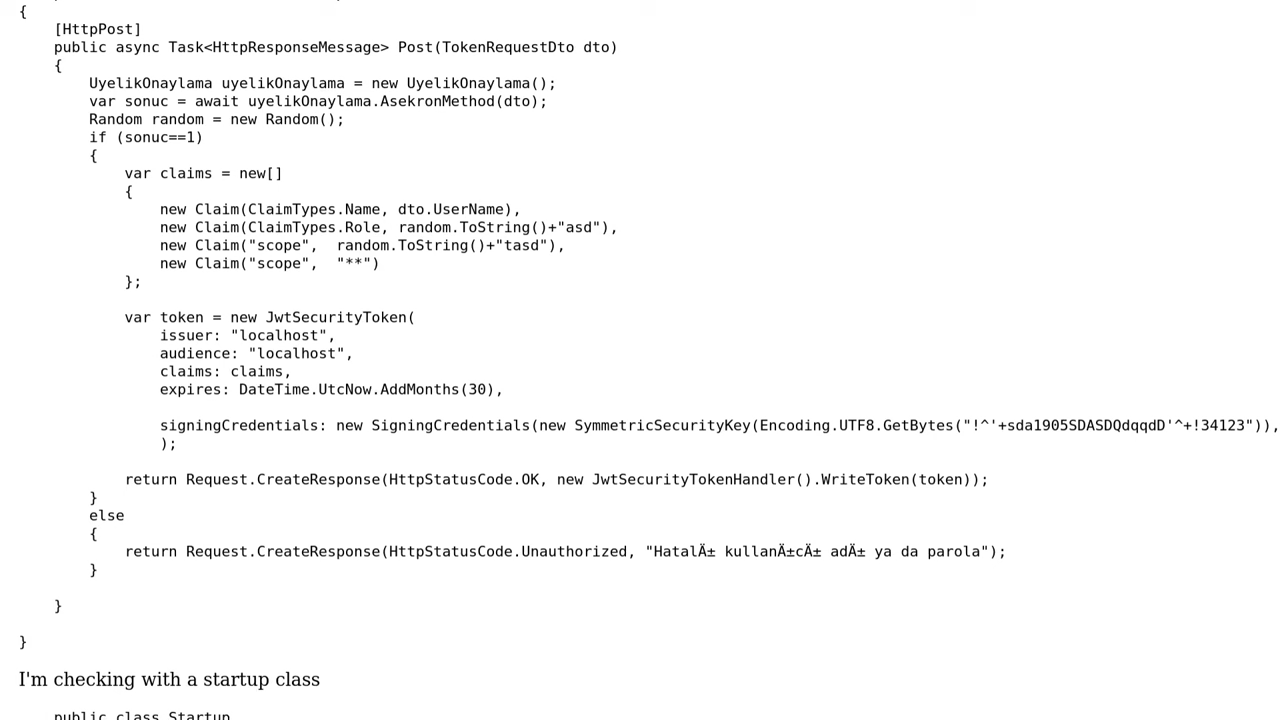 {
    [HttpPost]
    public async Task<HttpResponseMessage> Post(TokenRequestDto dto)
    {
        UyelikOnaylama uyelikOnaylama = new UyelikOnaylama();
        var sonuc = await uyelikOnaylama.AsekronMethod(dto);
        Random random = new Random();
        if (sonuc==1)
        {
            var claims = new[]
            {
                new Claim(ClaimTypes.Name, dto.UserName),
                new Claim(ClaimTypes.Role, random.ToString()+"asd"),
                new Claim("scope",  random.ToString()+"tasd"),
                new Claim("scope",  "**")
            };

            var token = new JwtSecurityToken(
                issuer: "localhost",
                audience: "localhost",
                claims: claims,
                expires: DateTime.UtcNow.AddMonths(30),

                signingCredentials: new SigningCredentials(new SymmetricSecurityKey(Encoding.UTF8.GetBytes("!^'+sda1905SDASDQdqqdD'^+!34123")),
                );

            return Request.CreateResponse(HttpStatusCode.OK, new JwtSecurityTokenHandler().WriteToken(token));
        }
        else
        {
            return Request.CreateResponse(HttpStatusCode.Unauthorized, "HatalÄ± kullanÄ±cÄ± adÄ± ya da parola");
        }

    }

}
I'm checking with a startup class
    public class Startup